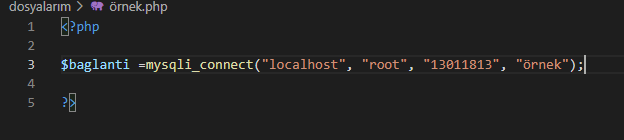 dosyalarım > örnek.php
1 <?php
2
3 $baglanti =mysqli_connect("localhost", "root", "13011813", "örnek");
4
5 ?>